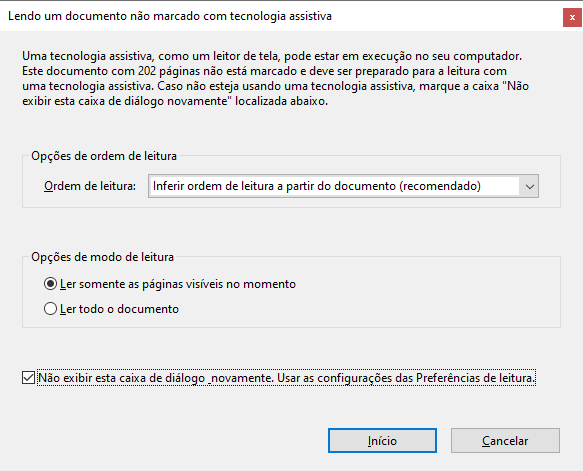 Lendo um documento não marcado com tecnologia assistiva
Uma tecnologia assistiva, como um leitor de tela, pode estar em execução no seu computador.
Este documento com 202 páginas não está marcado e deve ser preparado para a leitura com
uma tecnologia assistiva. Caso não esteja usando uma tecnologia assistiva, marque a caixa "Não
exibir esta caixa de diálogo novamente" localizada abaixo.
Opções de ordem de leitura
Ordem de leitura: Inferir ordem de leitura a partir do documento (recomendado)
Opções de modo de leitura
Ler somente as páginas visíveis no momento
Ler todo o documento
Não exibir esta caixa de diálogo _novamente. Usar as configurações das Preferências de leitura.
Início Cancelar